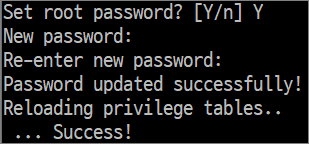 Set root password? [Y/n] Y
New password:
Re-enter new password:
Password updated successfully!
Reloading privilege tables..
 ... Success!